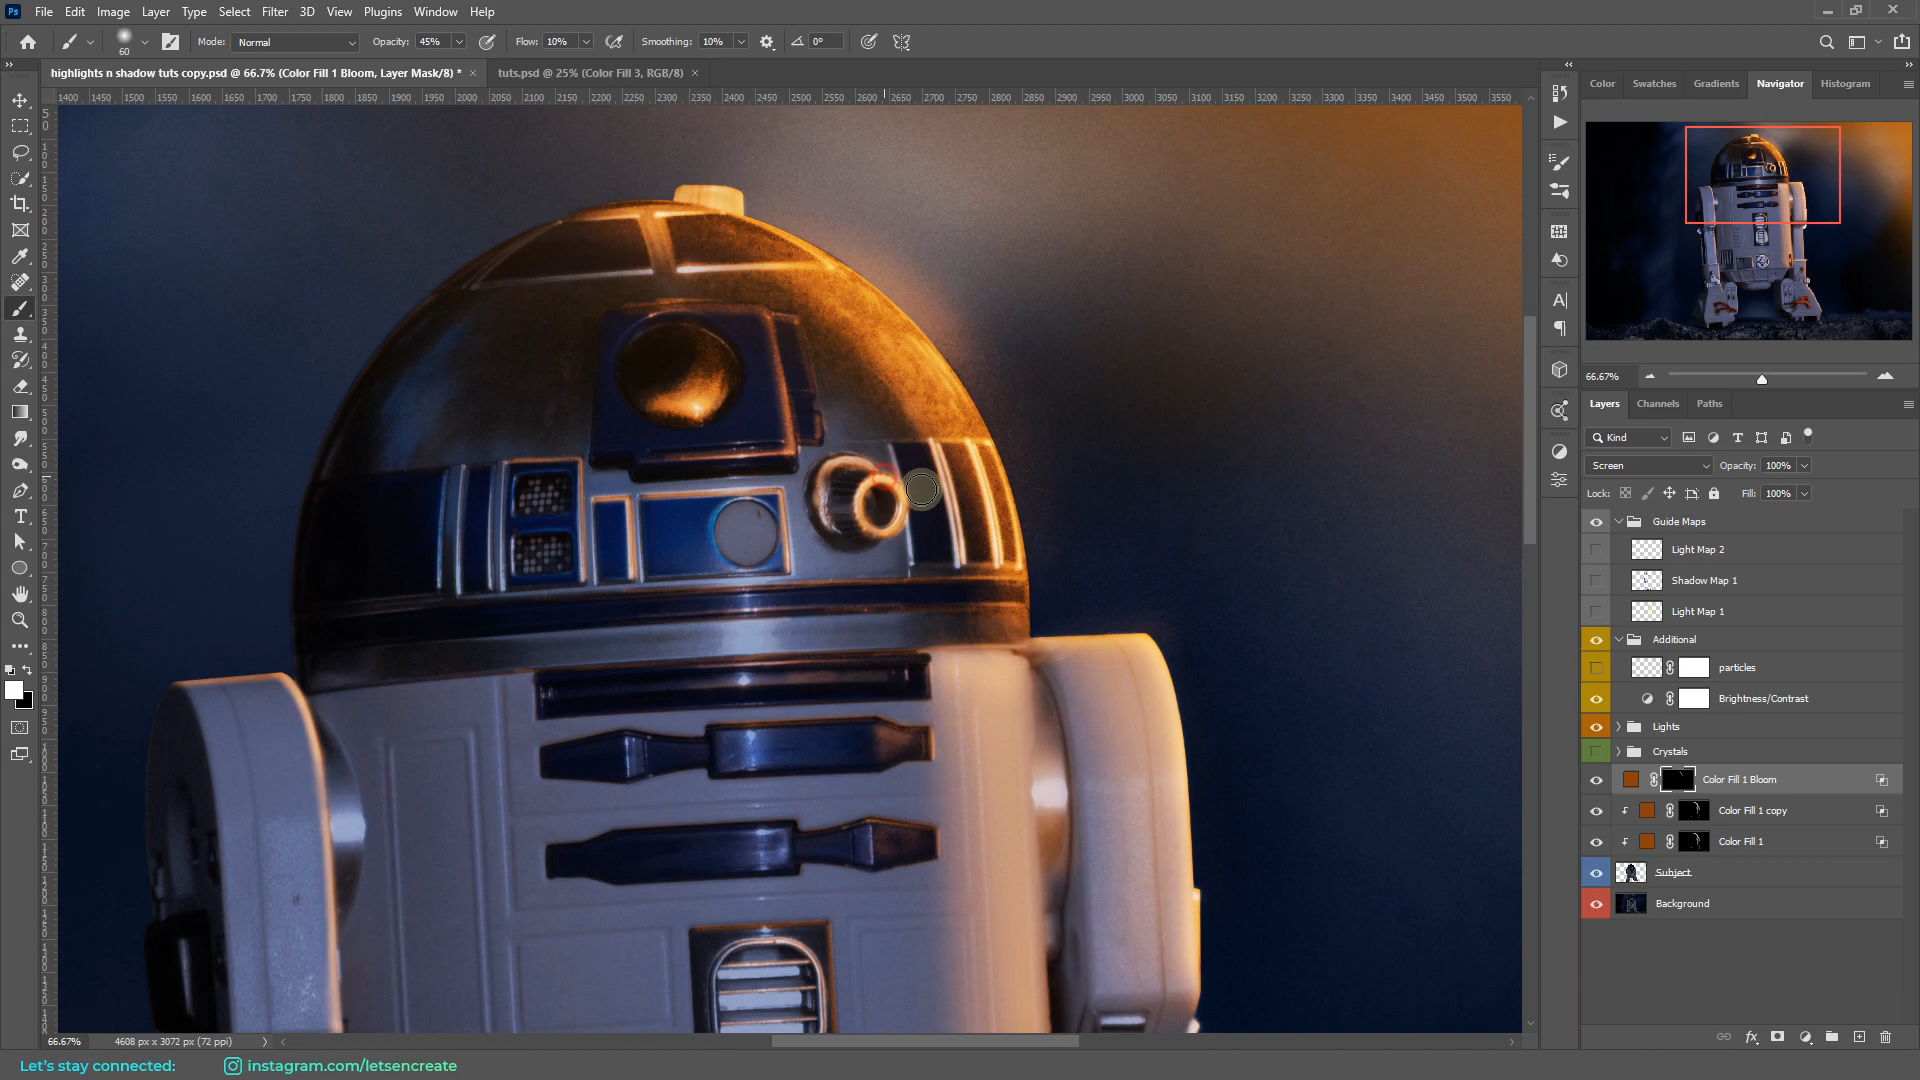 Ps File Edit Image Layer Type Select Filter 3D View Plugins Window Help
60 Mode: Normal Opacity: 45% Flow: 10% Smoothing: 10% 0°
highlights n shadow tuts copy.psd @ 66.7% (Color Fill 1 Bloom, Layer Mask/8) * × tuts.psd @ 25% (Color Fill 3, RGB/8) ×
1400 1450 1500 1550 1600 1650 1700 1750 1800 1850 1900 1950 2000 2050 2100 2150 2200 2250 2300 2350 2400 2450 2500 2550 2600 2650 2700 2750 2800 2850 2900 2950 3000 3050 3100 3150 3200 3250 3300 3350 3400 3450 3500 3550
Color Swatches Gradients Navigator Histogram
66.67%
Layers Channels Paths
Kind
Screen Opacity: 100%
Lock: Fill: 100%
Guide Maps
Light Map 2
Shadow Map 1
Light Map 1
Additional
particles
Brightness/Contrast
Lights
Crystals
Color Fill 1 Bloom
Color Fill 1 copy
Color Fill 1
Subject
Background
66.67% 4608 px x 3072 px (72 ppi)
Let's stay connected: instagram.com/letsencreate